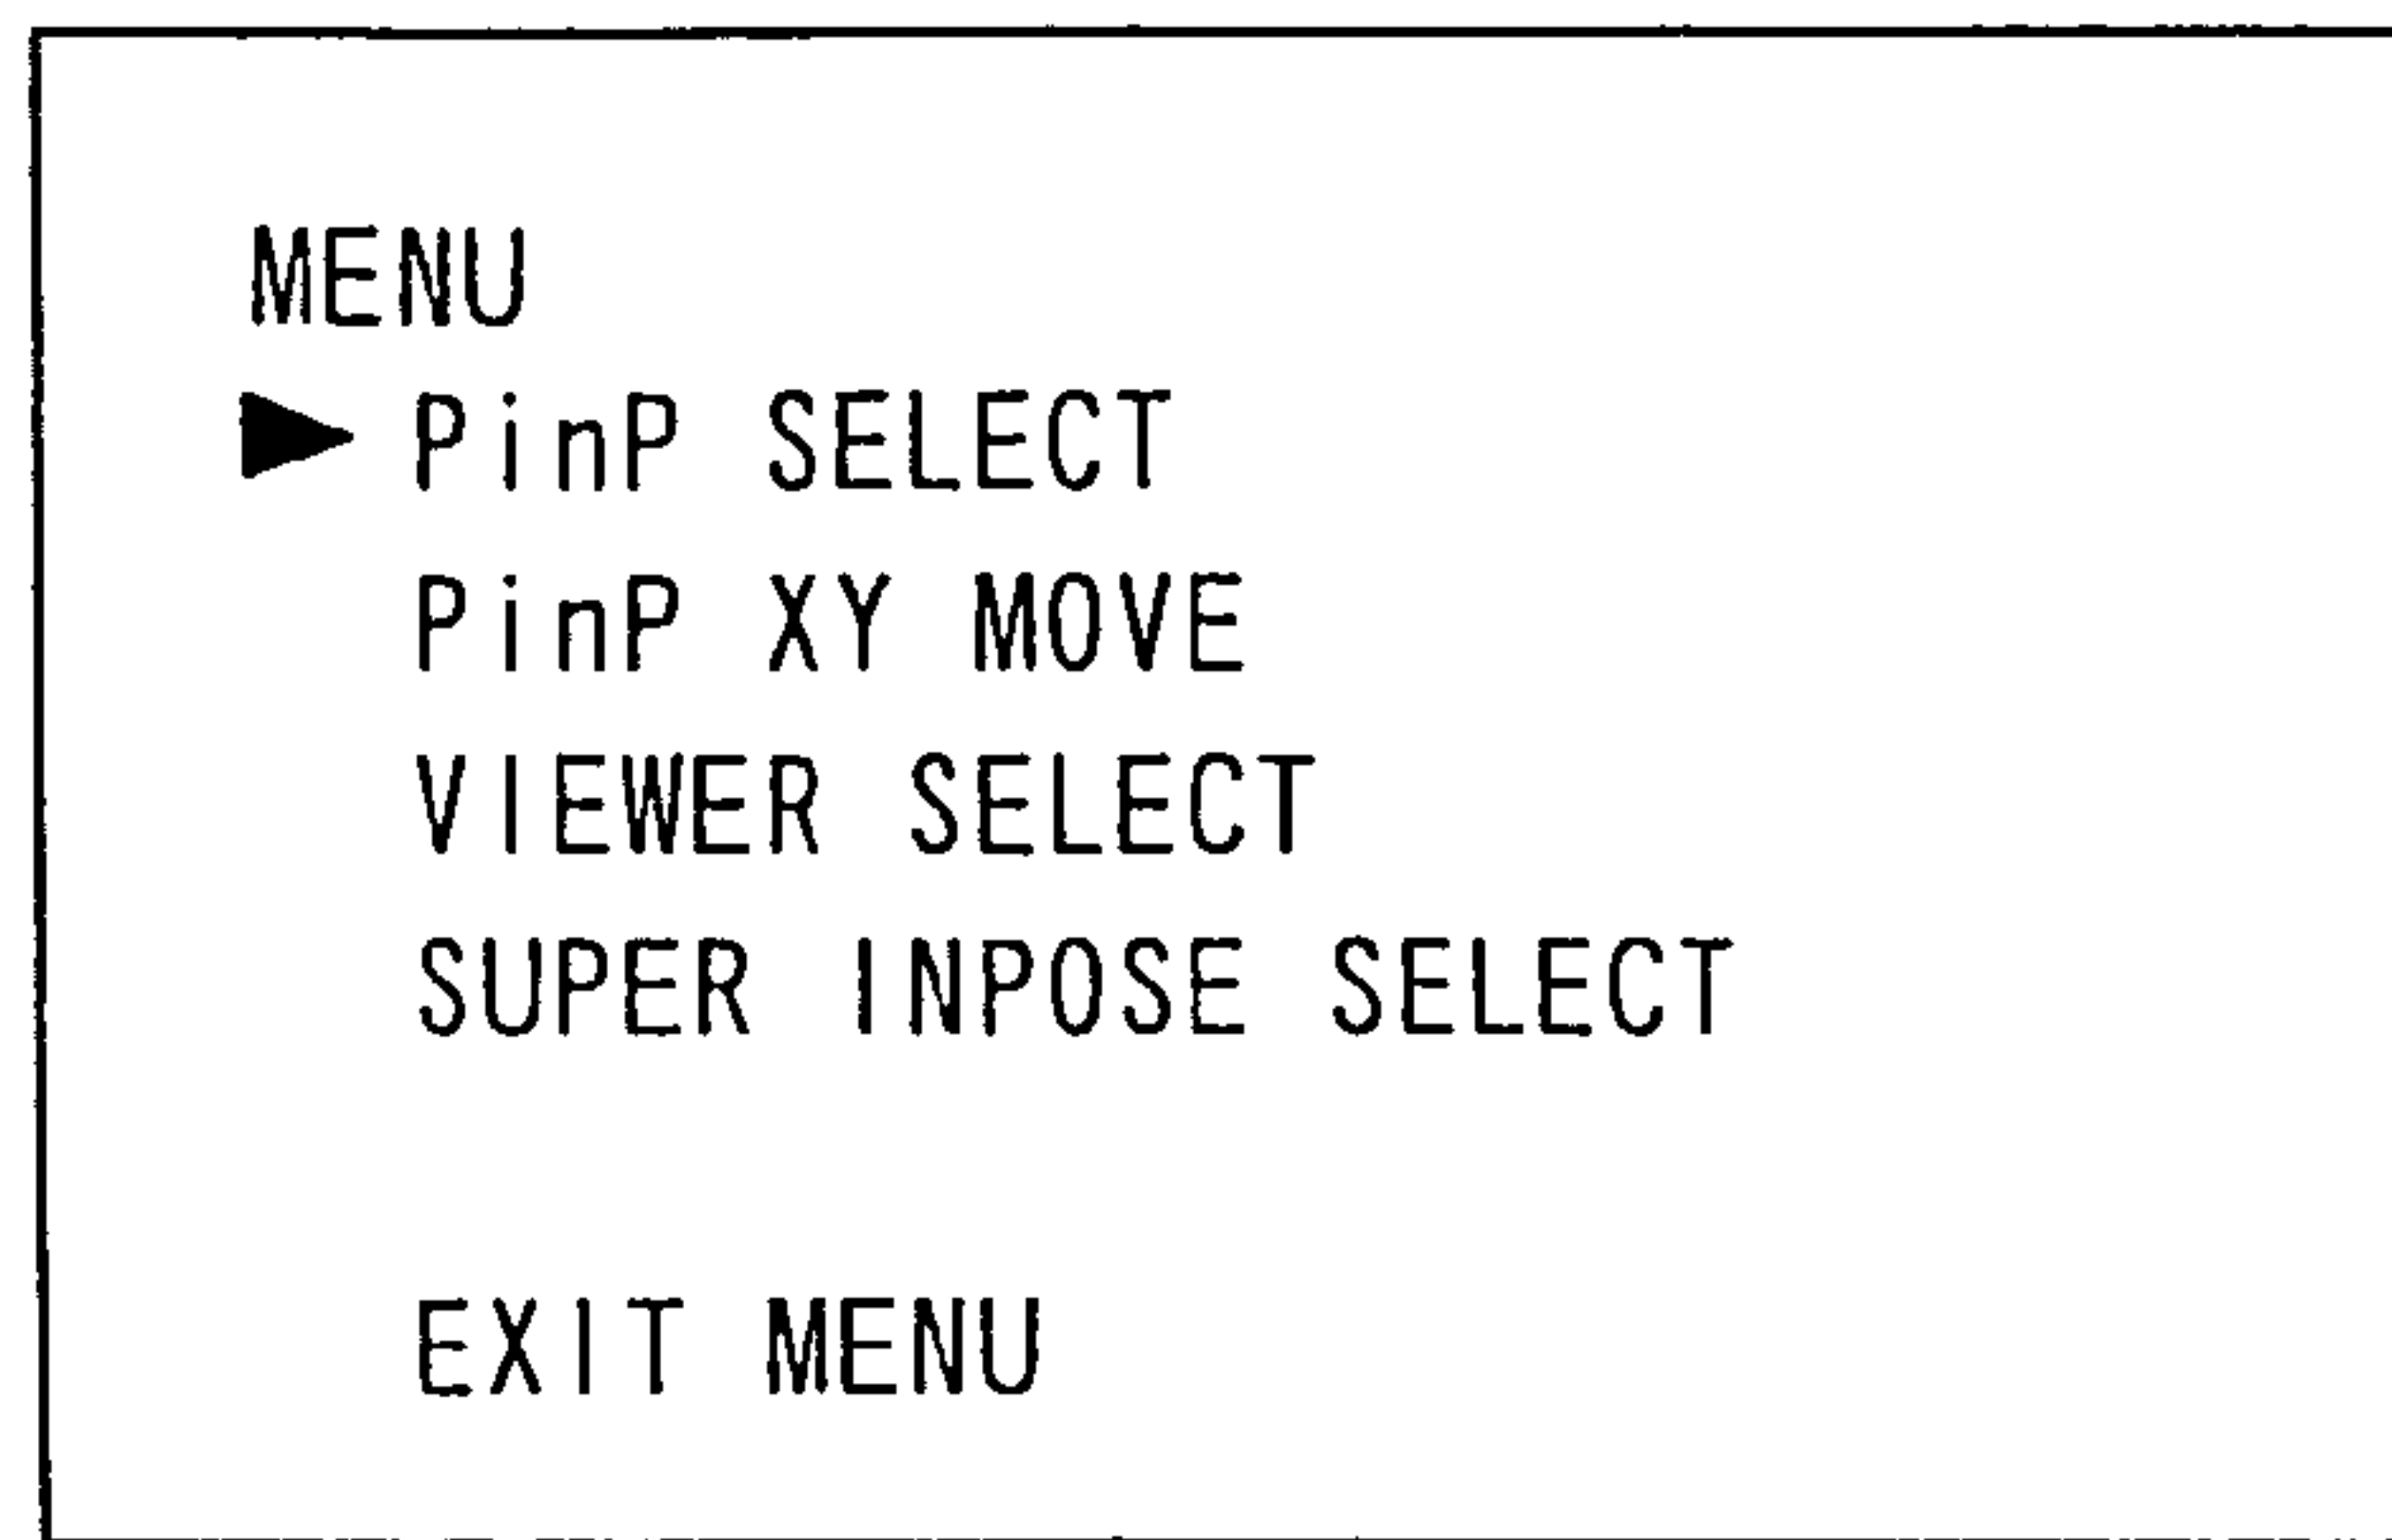 MENU
▶ PinP SELECT
PinP XY MOVE
VIEWER SELECT
SUPER INPOSE SELECT
EXIT MENU